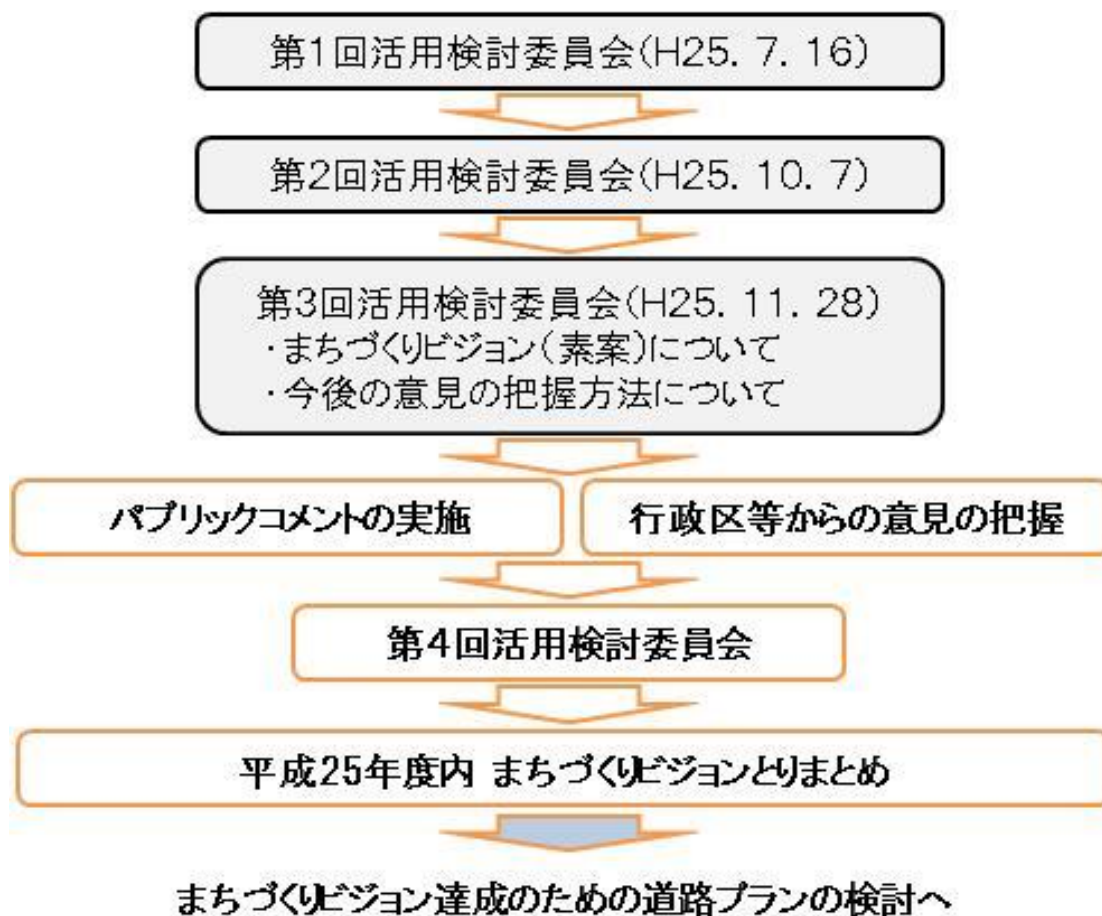 第1回活用検討委員会(H25. 7. 16)
第2回活用検討委員会(H25. 10. 7)
第3回活用検討委員会(H25. 11. 28)
・まちづくりビジョン(素案)について
・今後の意見の把握方法について
パブリックコメントの実施
行政区等からの意見の把握
第4回活用検討委員会
平成25年度内 まちづくりビジョンとりまとめ
まちづくりビジョン達成のための道路プランの検討へ